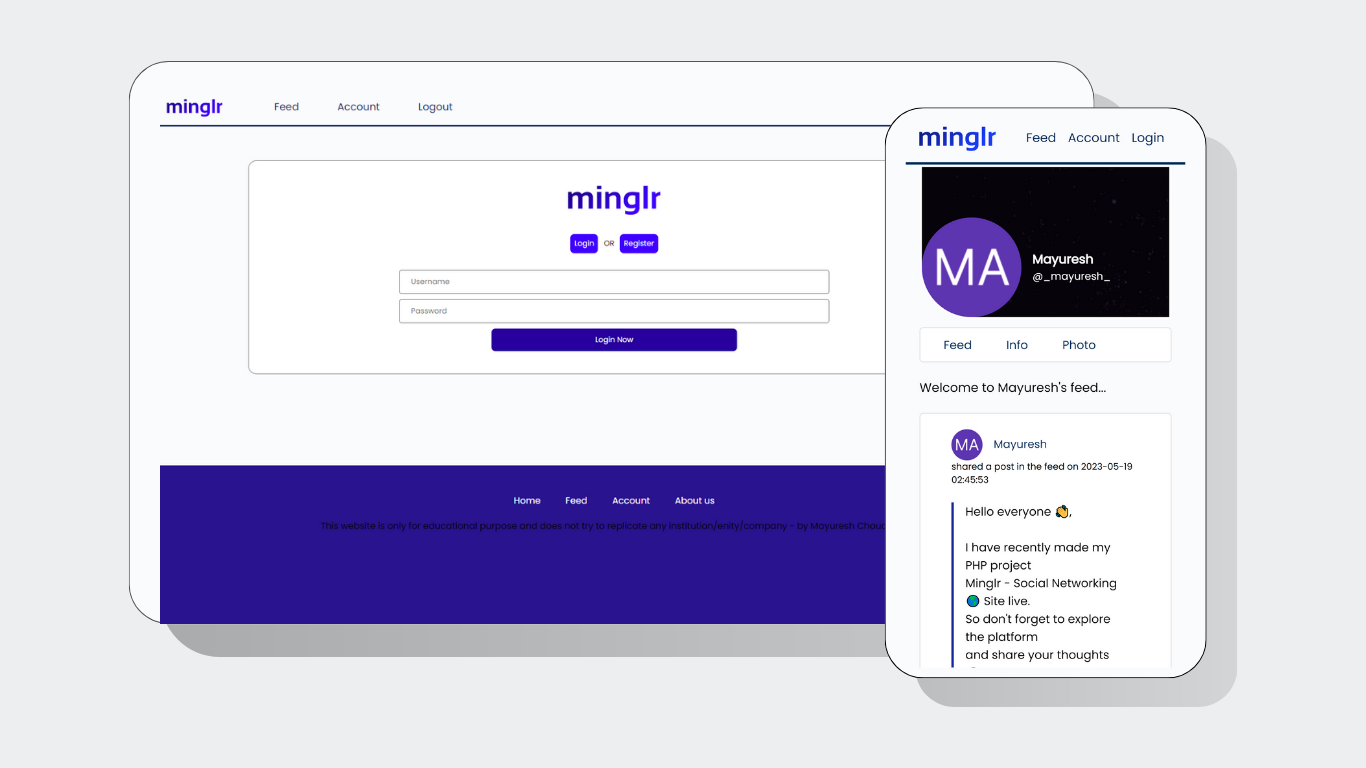 minglr Feed Account Logout
minglr
Login OR Register
Username
Password
Login Now
Home Feed Account About us
This website is only for educational purpose and does not try to replicate any institution/enity/company - by Mayuresh
minglr Feed Account Login
MA
Mayuresh
@_mayuresh_
Feed Info Photo
Welcome to Mayuresh's feed...
MA Mayuresh
shared a post in the feed on 2023-05-19
02:45:53
Hello everyone 👏,
I have recently made my
PHP project
Minglr - Social Networking
🌍 Site live.
So don't forget to explore
the platform
and share your thoughts